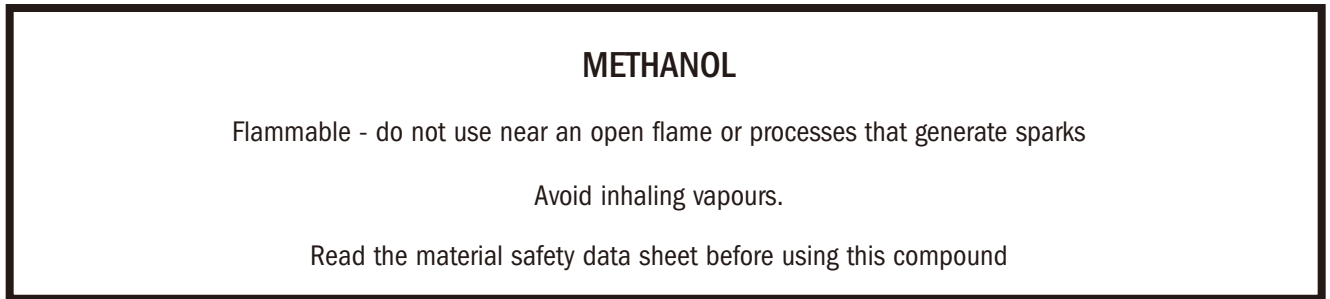 METHANOL
Flammable - do not use near an open flame or processes that generate sparks
Avoid inhaling vapours.
Read the material safety data sheet before using this compound